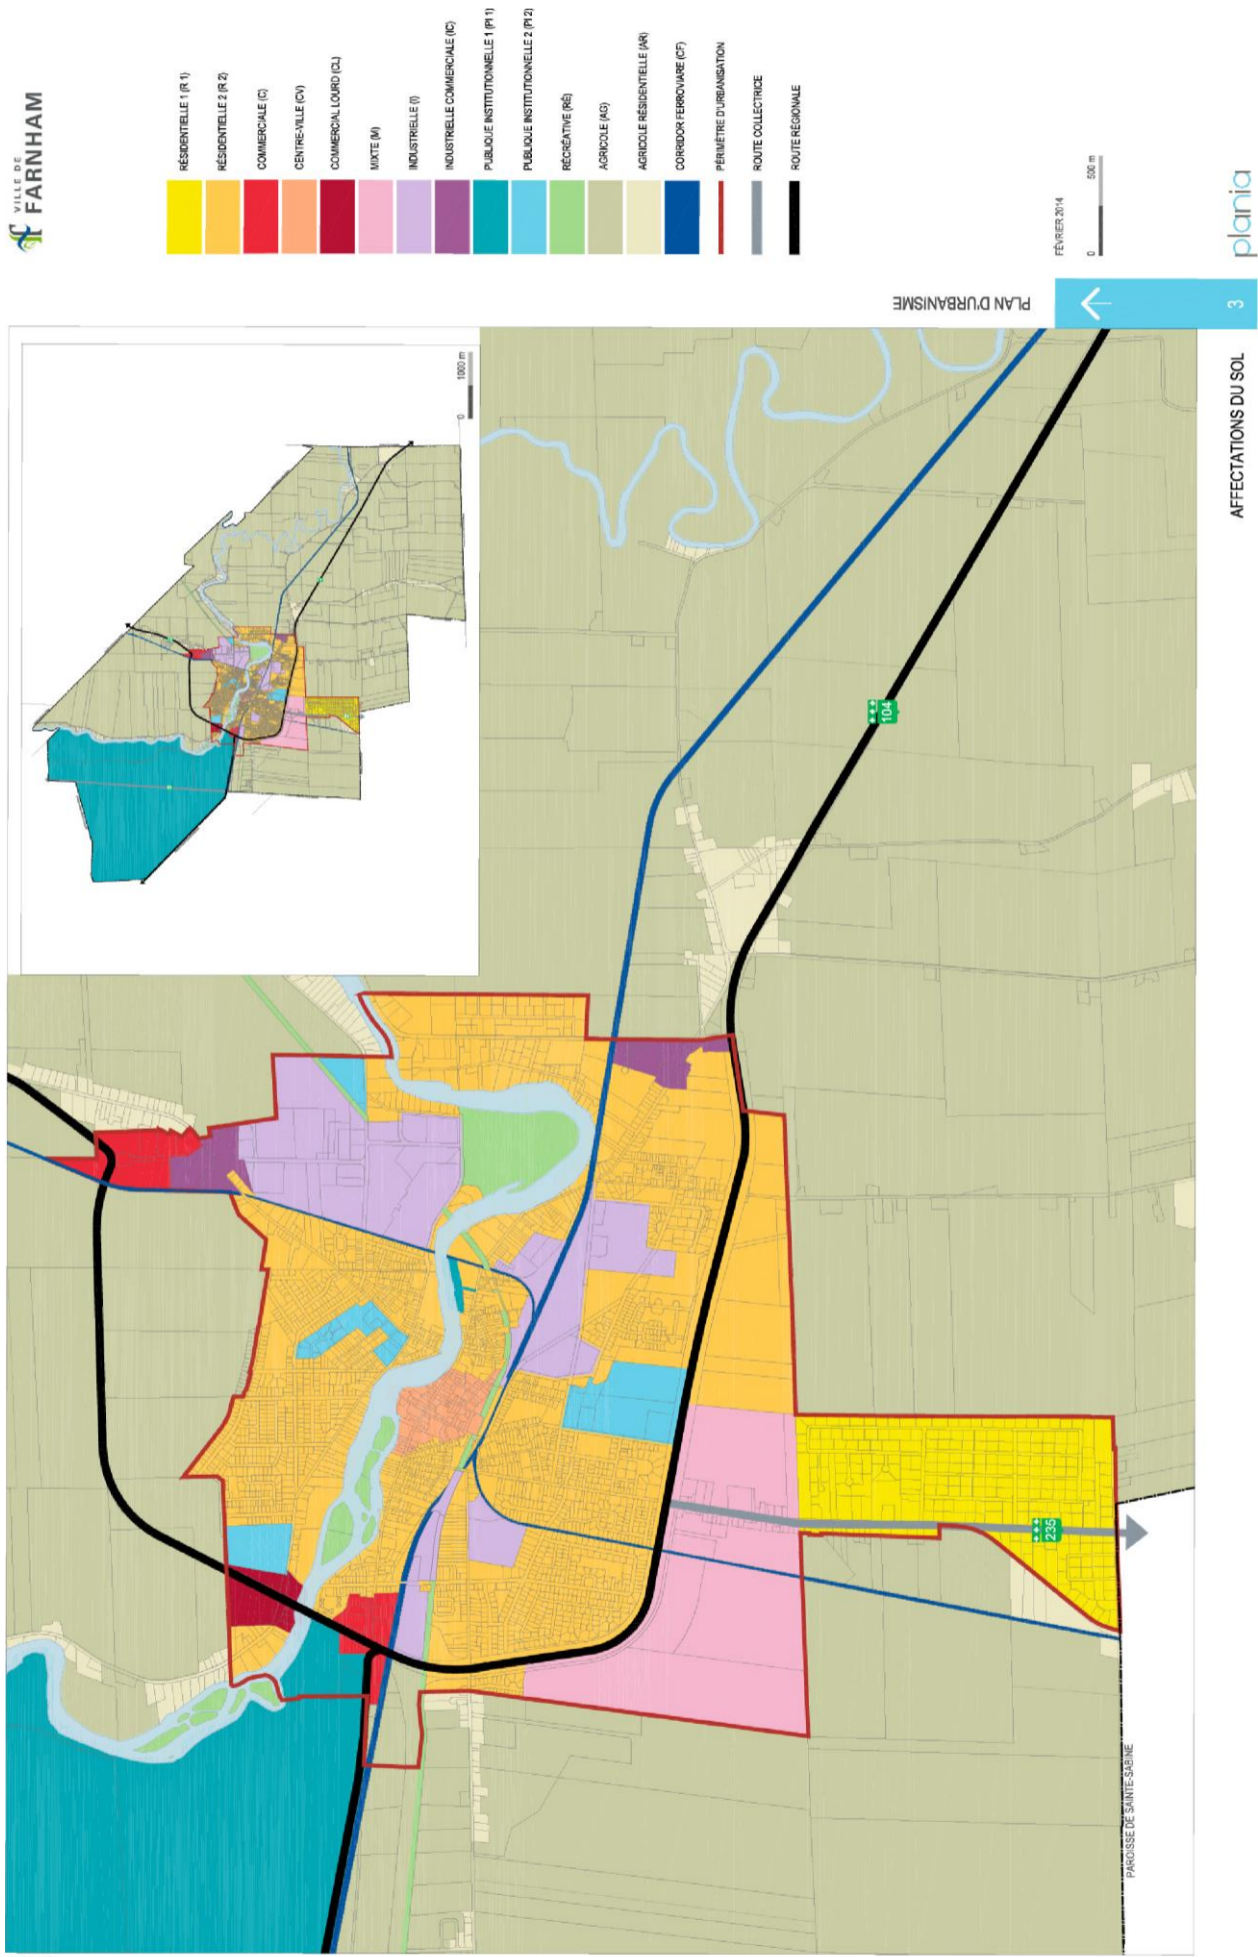 VILLE DE
FARNHAM
RÉSIDENTIELLE 1 (R 1)
RÉSIDENTIELLE 2 (R 2)
COMMERCIALE (C)
CENTRE-VILLE (CV)
COMMERCIAL LOURD (CL)
MIXTE (M)
INDUSTRIELLE (I)
INDUSTRIELLE COMMERCIALE (IC)
PUBLIQUE INSTITUTIONNELLE 1 (PI 1)
PUBLIQUE INSTITUTIONNELLE 2 (PI 2)
RÉCRÉATIVE (RÉ)
AGRICOLE (AG)
AGRICOLE RÉSIDENTIELLE (AR)
CORRIDOR FERROVIAIRE (CF)
PÉRIMÈTRE D'URBANISATION
ROUTE COLLECTRICE
ROUTE RÉGIONALE
FÉVRIER 2014
0 500 m
plania
PLAN D'URBANISME
3
AFFECTATIONS DU SOL
0 1000 m
104
235
PAROISSE DE SAINTE-SABINE